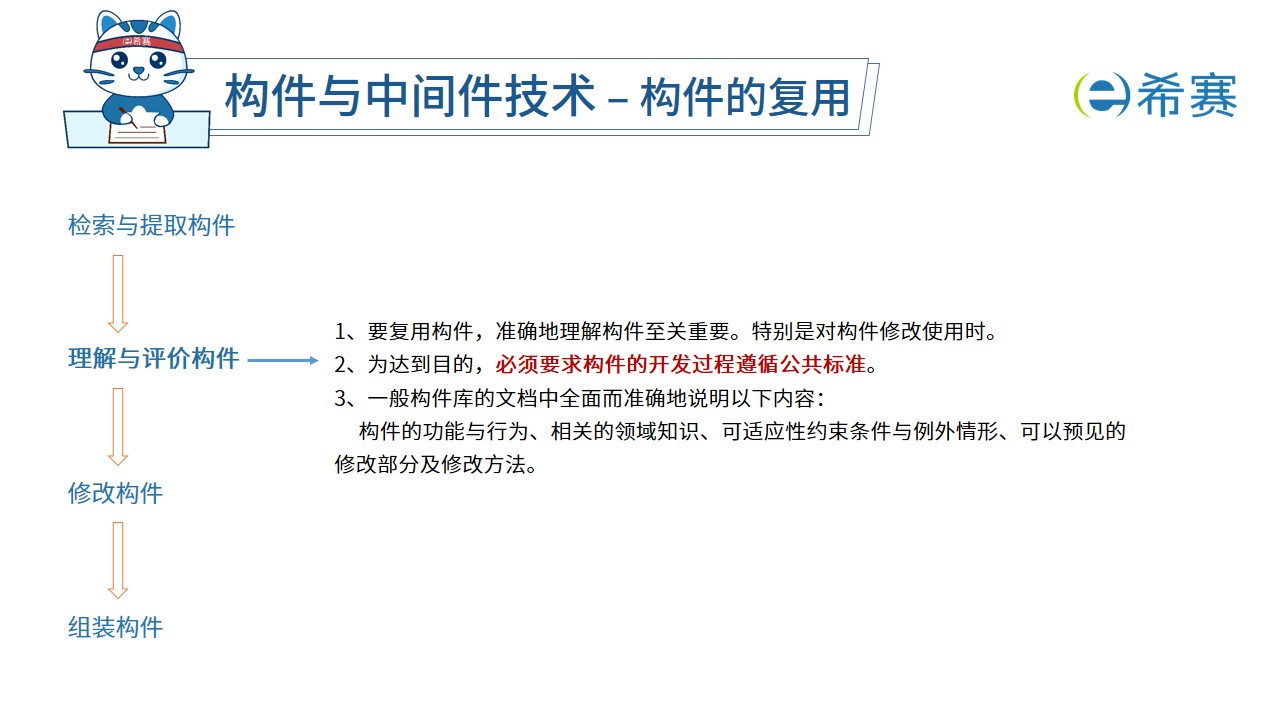 希赛
构件与中间件技术 – 构件的复用
希赛
检索与提取构件
理解与评价构件
1、要复用构件，准确地理解构件至关重要。特别是对构件修改使用时。
2、为达到目的，必须要求构件的开发过程遵循公共标准。
3、一般构件库的文档中全面而准确地说明以下内容：
构件的功能与行为、相关的领域知识、可适应性约束条件与例外情形、可以预见的
修改部分及修改方法。
修改构件
组装构件